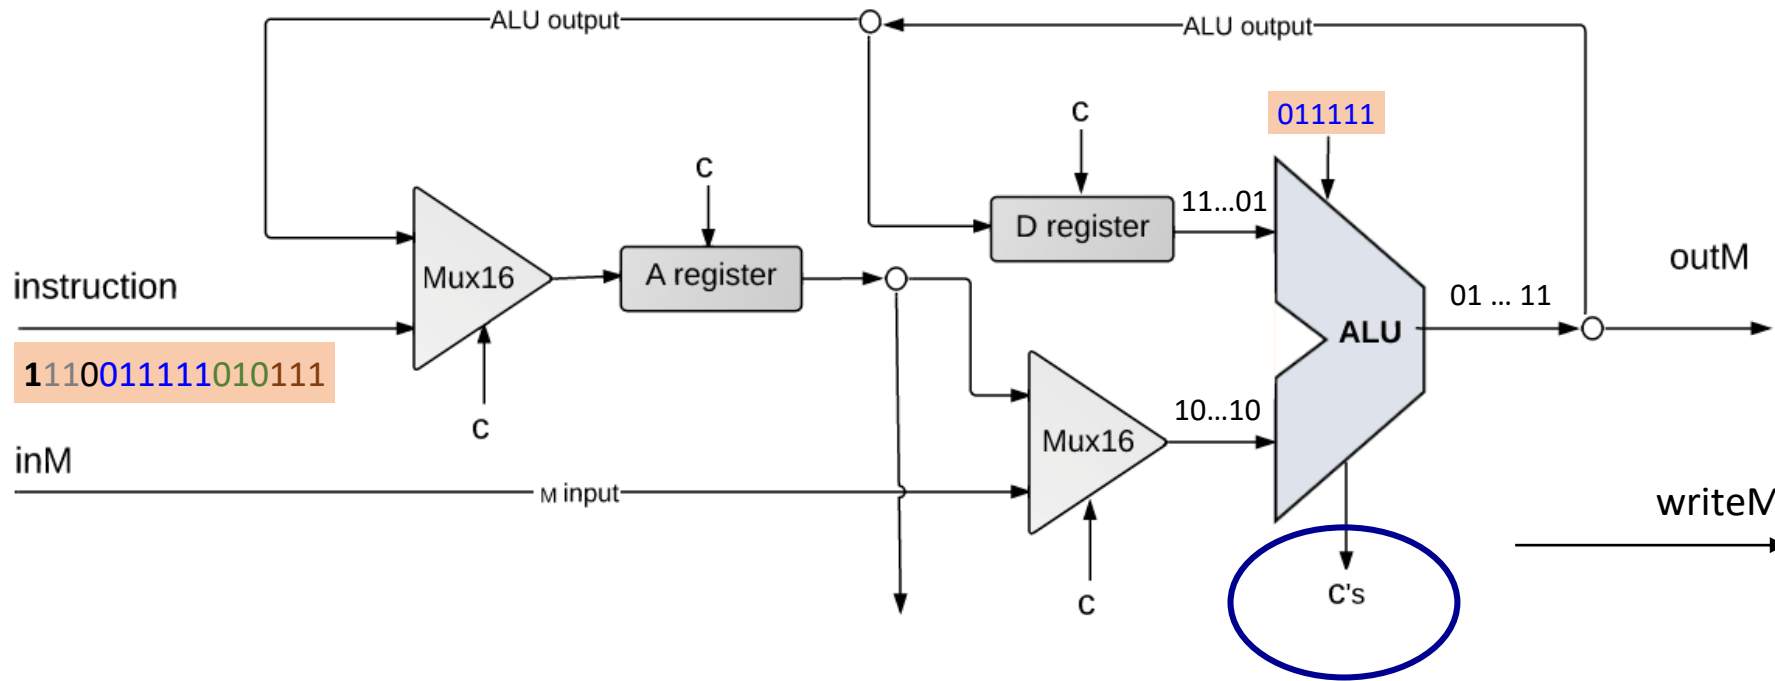 ALU output
ALU output
c
011111
c
11...01
D register
A register
Mux16
instruction
outM
01 ... 11
ALU
1110011111010111
10...10
c
Mux16
inM
M input
writeM
c's
c